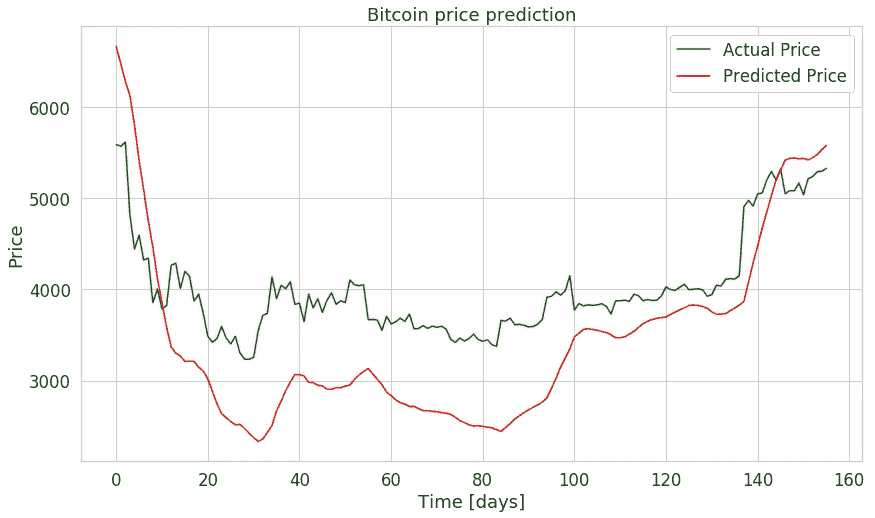 Bitcoin price prediction
Actual Price
Predicted Price
Price
6000
5000
4000
3000
0 20 40 60 80 100 120 140 160
Time [days]